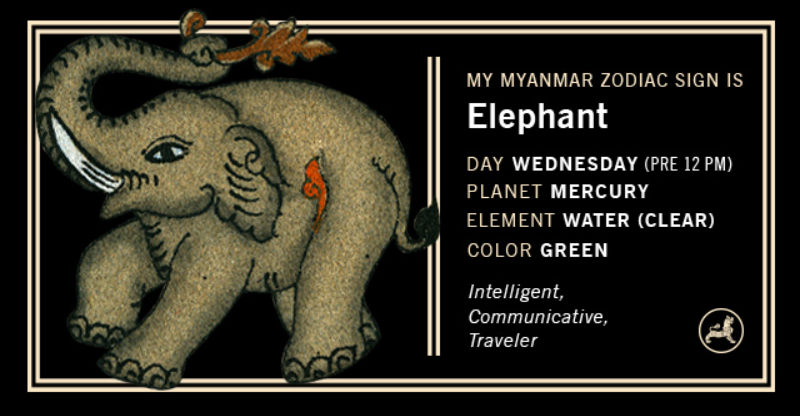 MY MYANMAR ZODIAC SIGN IS
Elephant
DAY WEDNESDAY (PRE 12 PM)
PLANET MERCURY
ELEMENT WATER (CLEAR)
COLOR GREEN
Intelligent,
Communicative,
Traveler